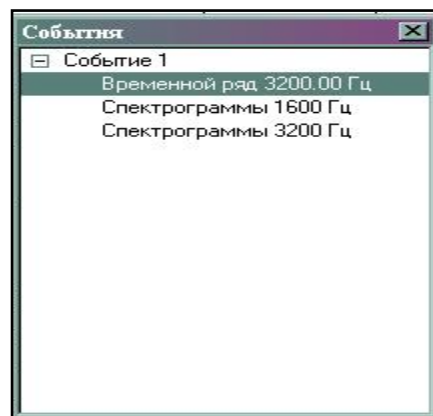 События
Событие 1
Временной ряд 3200.00 Гц
Спектрограммы 1600 Гц
Спектрограммы 3200 Гц